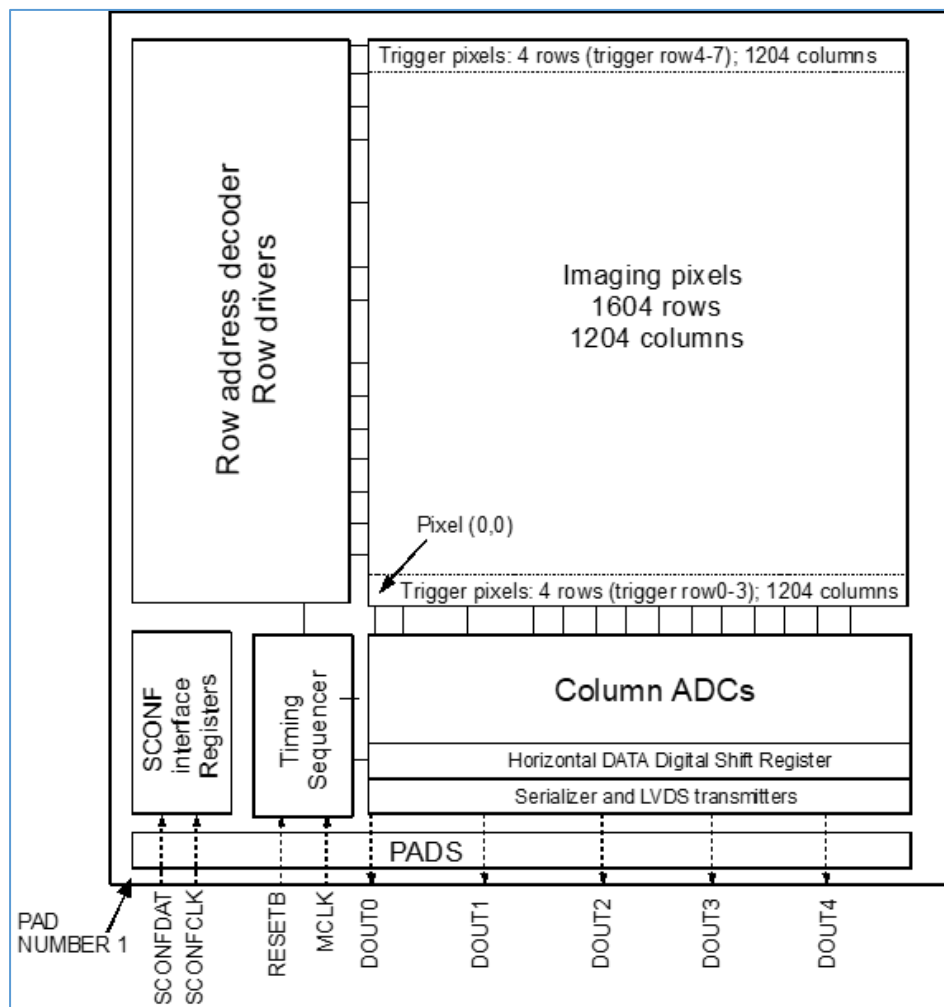 Trigger pixels: 4 rows (trigger row4-7); 1204 columns
Row address decoder
Row drivers
Imaging pixels
1604 rows
1204 columns
Pixel (0,0)
Trigger pixels: 4 rows (trigger row0-3); 1204 columns
SCONF
interface
Registers
Timing
Sequencer
Column ADCs
Horizontal DATA Digital Shift Register
Serializer and LVDS transmitters
PADS
PAD
NUMBER 1
SCONFDAT
SCONFCLK
RESETB
MCLK
DOUT0
DOUT1
DOUT2
DOUT3
DOUT4